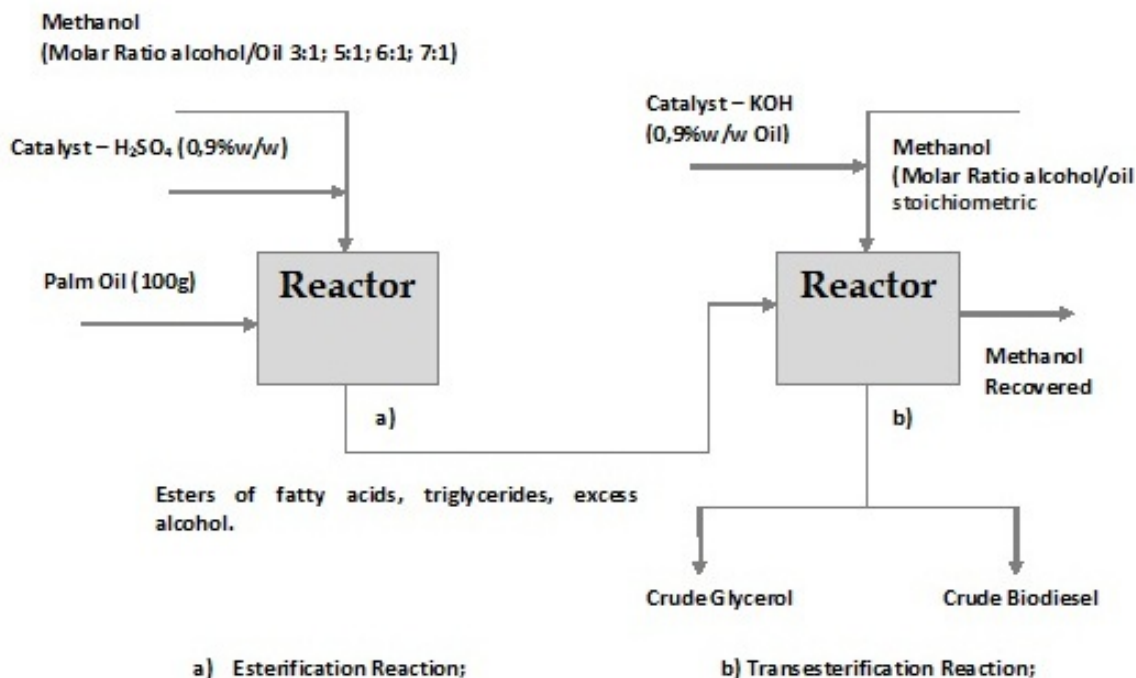 Methanol
(Molar Ratio alcohol/Oil 3:1; 5:1; 6:1; 7:1)
Catalyst – H₂SO₄ (0,9%w/w)
Palm Oil (100g)
Reactor
a)
Esters of fatty acids, triglycerides, excess
alcohol.
Catalyst – KOH
(0,9%w/w Oil)
Methanol
(Molar Ratio alcohol/oil
stoichiometric
Reactor
Methanol
Recovered
b)
Crude Glycerol
Crude Biodiesel
a) Esterification Reaction;
b) Transesterification Reaction;